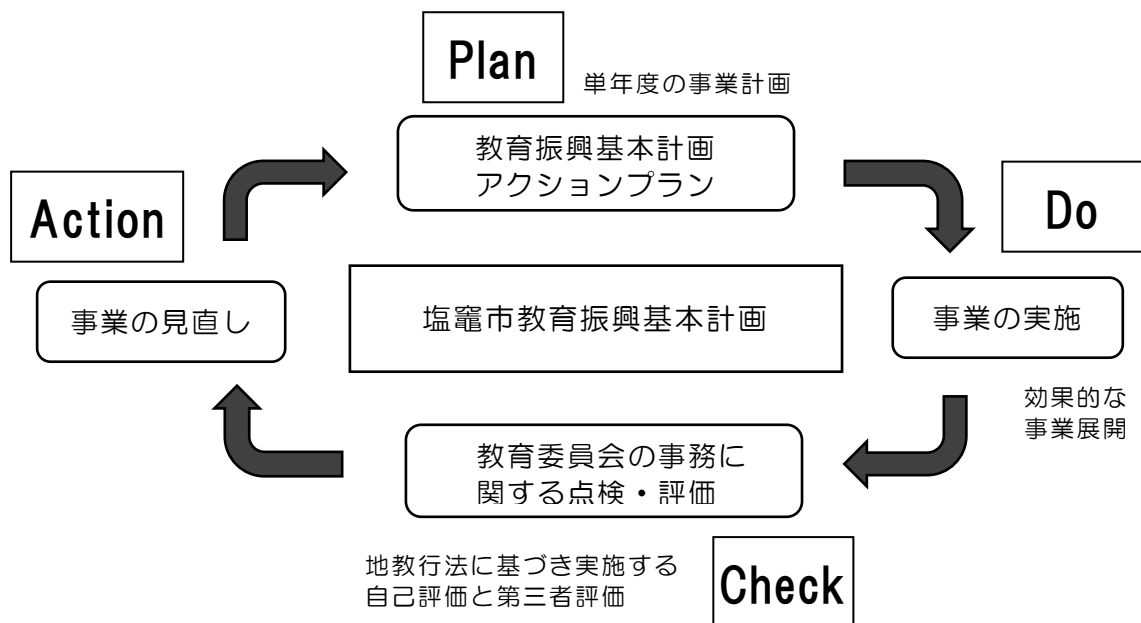 Plan
単年度の事業計画
教育振興基本計画
アクションプラン
Action
Do
事業の見直し
塩竈市教育振興基本計画
事業の実施
効果的な
事業展開
教育委員会の事務に
関する点検・評価
地教行法に基づき実施する
自己評価と第三者評価
Check